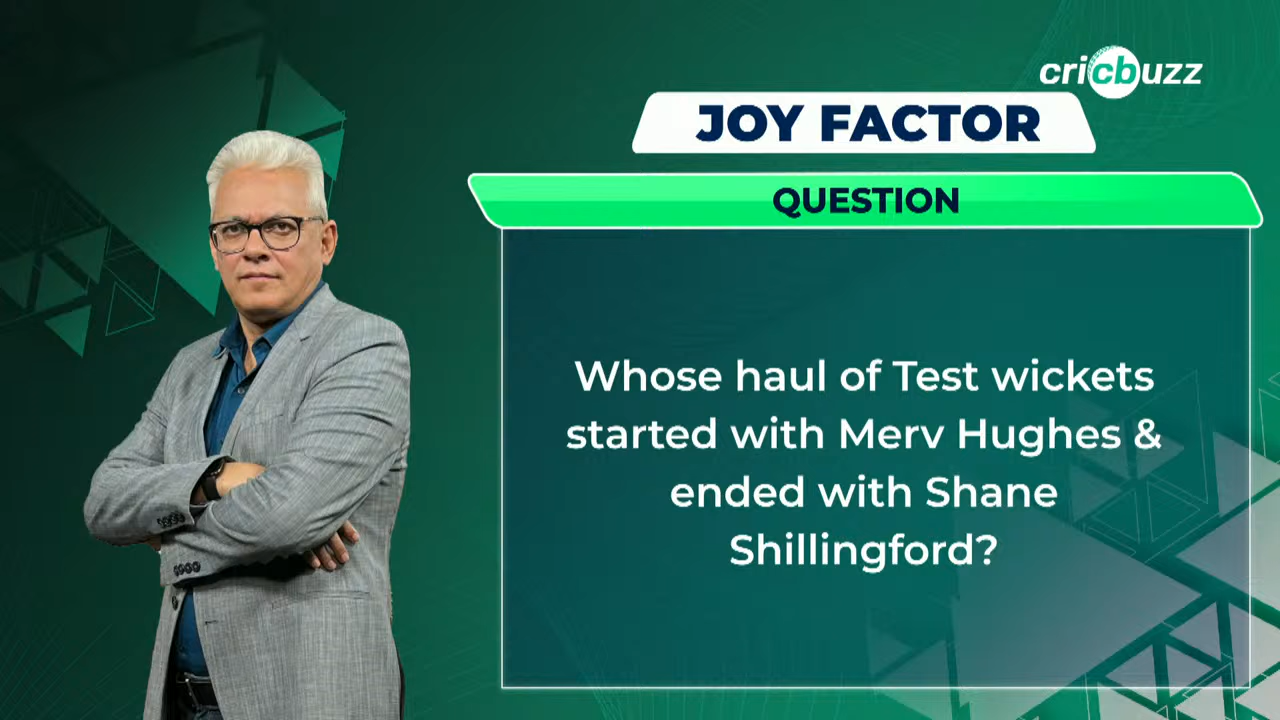 cricbuzz
JOY FACTOR
QUESTION
Whose haul of Test wickets
started with Merv Hughes &
ended with Shane
Shillingford?